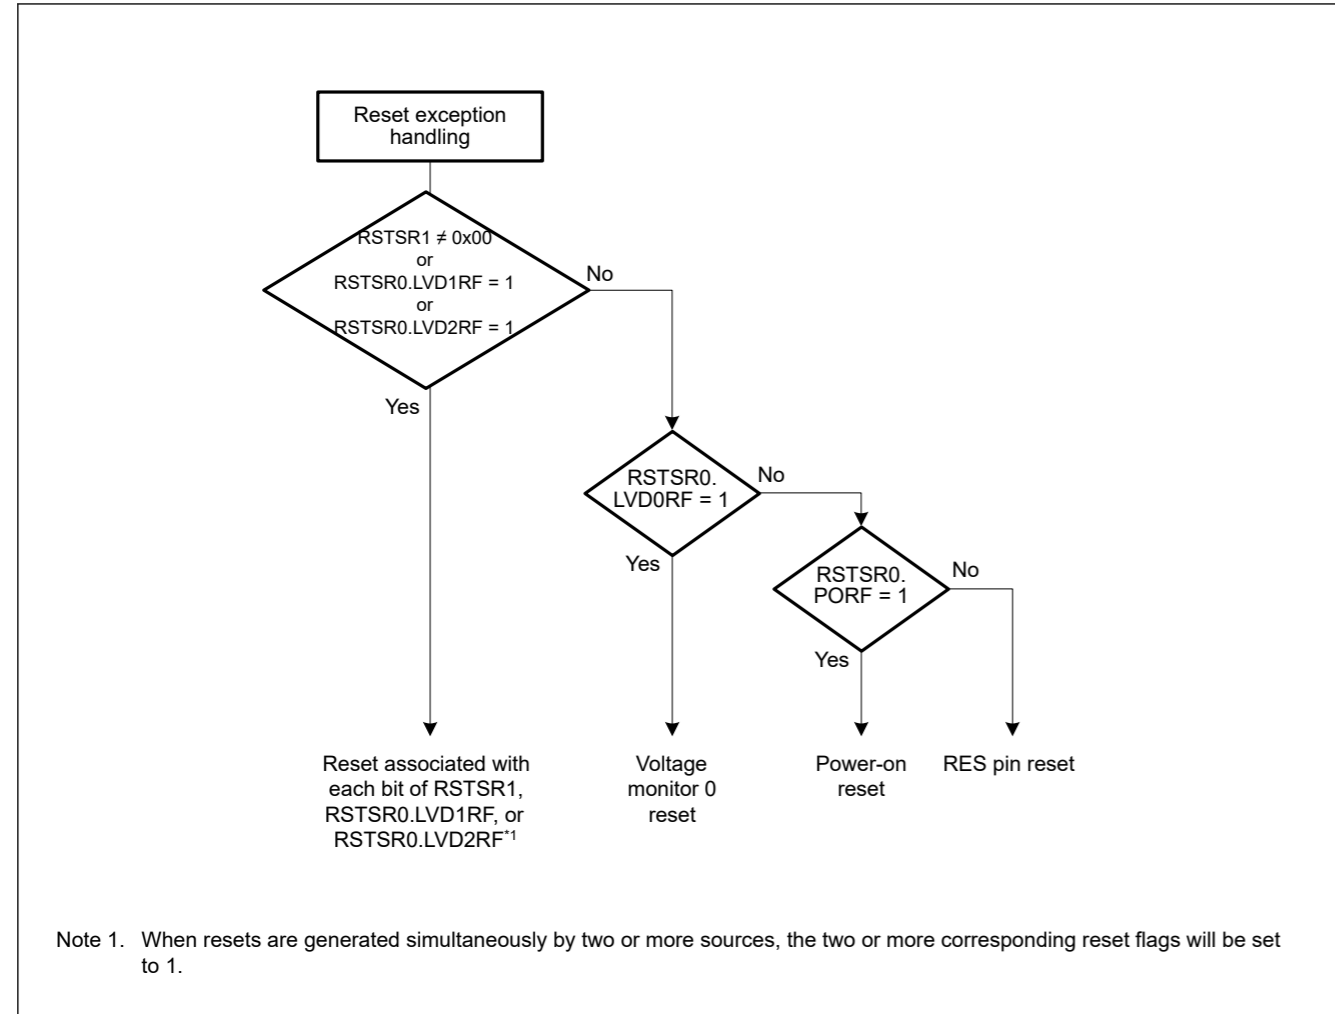 Reset exception
handling
RSTSR1 ≠ 0x00
or
RSTSR0.LVD1RF = 1
or
RSTSR0.LVD2RF = 1
No
Yes
RSTSR0.
LVD0RF = 1
No
Yes
RSTSR0.
PORF = 1
No
Yes
Reset associated with
each bit of RSTSR1,
RSTSR0.LVD1RF, or
RSTSR0.LVD2RF*1
Voltage
monitor 0
reset
Power-on
reset
RES pin reset
Note 1. When resets are generated simultaneously by two or more sources, the two or more corresponding reset flags will be set
to 1.